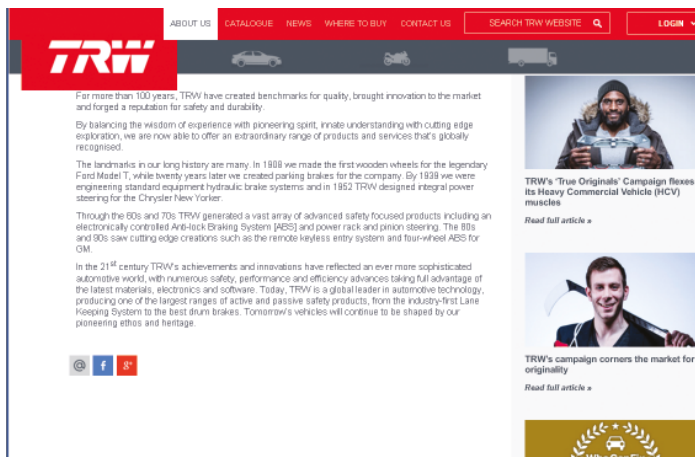 ABOUT US CATALOGUE NEWS WHERE TO BUY CONTACT US SEARCH TRW WEBSITE LOGIN
TRW
For more than 100 years, TRW have created benchmarks for quality, brought innovation to the market
and forged a reputation for safety and durability.
By balancing the wisdom of experience with pioneering spirit, innate understanding with cutting edge
exploration, we are now able to offer an extraordinary range of products and services that's globally
recognised.
The landmarks in our long history are many. In 1908 we made the first wooden wheels for the legendary
Ford Model T, while twenty years later we created parking brakes for the company. By 1939 we were
engineering standard equipment hydraulic brake systems and in 1952 TRW designed integral power
steering for the Chrysler New Yorker.
Through the 60s and 70s TRW generated a vast array of advanced safety focused products including an
electronically controlled Anti-lock Braking System [ABS] and power rack and pinion steering. The 80s
and 90s saw cutting edge creations such as the remote keyless entry system and four-wheel ABS for
GM.
In the 21st century TRW's achievements and innovations have reflected an ever more sophisticated
automotive world, with numerous safety, performance and efficiency advances taking full advantage of
the latest materials, electronics and software. Today, TRW is a global leader in automotive technology,
producing one of the largest ranges of active and passive safety products, from the industry-first Lane
Keeping System to the best drum brakes. Tomorrow's vehicles will continue to be shaped by our
pioneering ethos and heritage.
@ f g+
TRW's 'True Originals' Campaign flexes
its Heavy Commercial Vehicle (HCV)
muscles
Read full article »
TRW's campaign corners the market for
originality
Read full article »
Who Can Fix